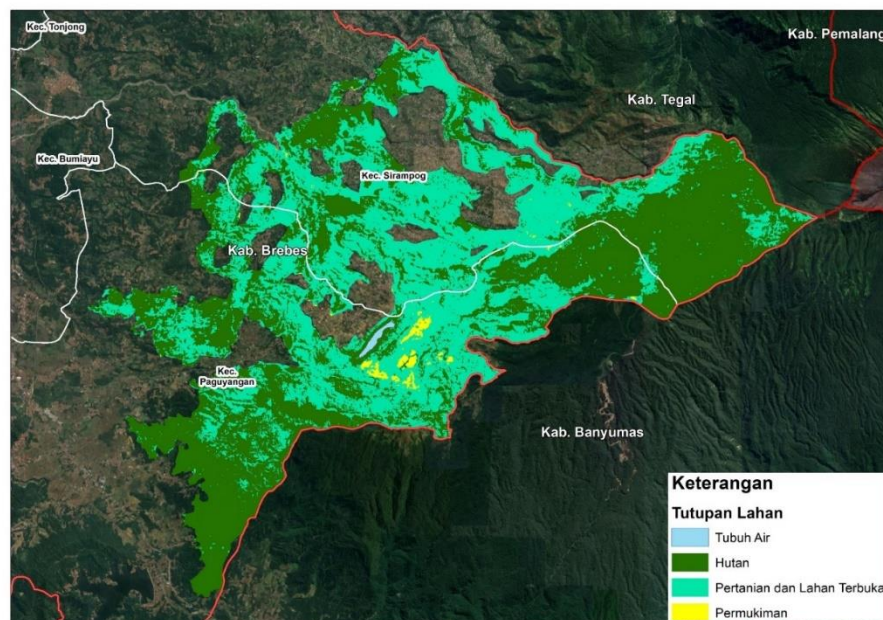 Kec. Tonjong
Kab. Pemalang
Kab. Tegal
Kec. Bumiayu
Kec. Sirampog
Kab. Brebes
Kec.
Paguyangan
Kab. Banyumas
Keterangan
Tutupan Lahan
Tubuh Air
Hutan
Pertanian dan Lahan Terbuka
Permukiman